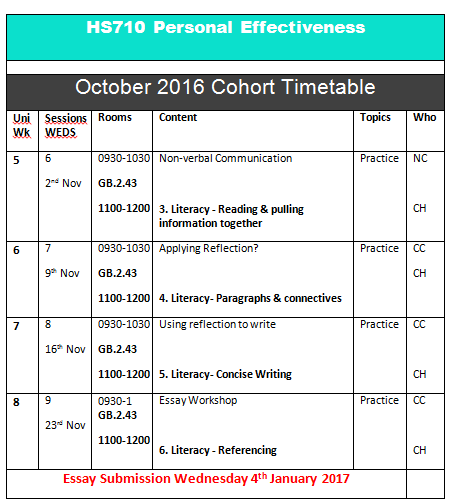 HS710 Personal Effectiveness
October 2016 Cohort Timetable
Uni Wk Sessions WEDS Rooms Content Topics Who
5 6 0930-1030 Non-verbal Communication Practice NC
2nd Nov GB.2.43
1100-1200 3. Literacy - Reading & pulling CH
information together
6 7 0930-1030 Applying Reflection? Practice CC
9th Nov GB.2.43 CH
1100-1200 4. Literacy- Paragraphs & connectives
7 8 0930-1030 Using reflection to write Practice CC
16th Nov GB.2.43
1100-1200 5. Literacy- Concise Writing CH
8 9 0930-1 Essay Workshop Practice CC
GB.2.43
23rd Nov
1100-1200
6. Literacy - Referencing CH
Essay Submission Wednesday 4th January 2017